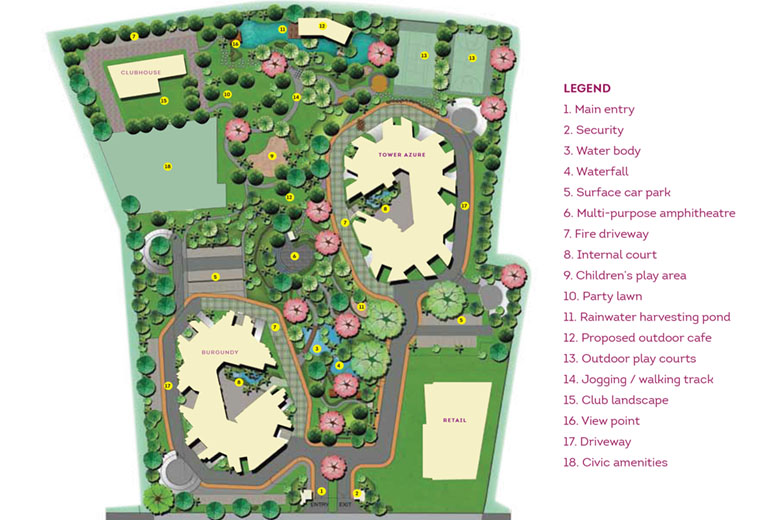 7
16
11
12
CLUBHOUSE
13
13
15
10
14
18
9
TOWER AZURE
12
7
8
17
6
5
11
7
3
5
4
BURGUNDY
8
17
RETAIL
1
2
ENTRY EXIT
LEGEND
1. Main entry
2. Security
3. Water body
4. Waterfall
5. Surface car park
6. Multi-purpose amphitheatre
7. Fire driveway
8. Internal court
9. Children's play area
10. Party lawn
11. Rainwater harvesting pond
12. Proposed outdoor cafe
13. Outdoor play courts
14. Jogging / walking track
15. Club landscape
16. View point
17. Driveway
18. Civic amenities